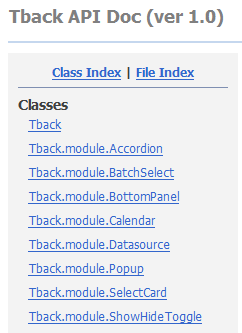 Tback API Doc (ver 1.0)
Class Index | File Index
Classes
Tback
Tback.module.Accordion
Tback.module.BatchSelect
Tback.module.BottomPanel
Tback.module.Calendar
Tback.module.Datasource
Tback.module.Popup
Tback.module.SelectCard
Tback.module.ShowHideToggle